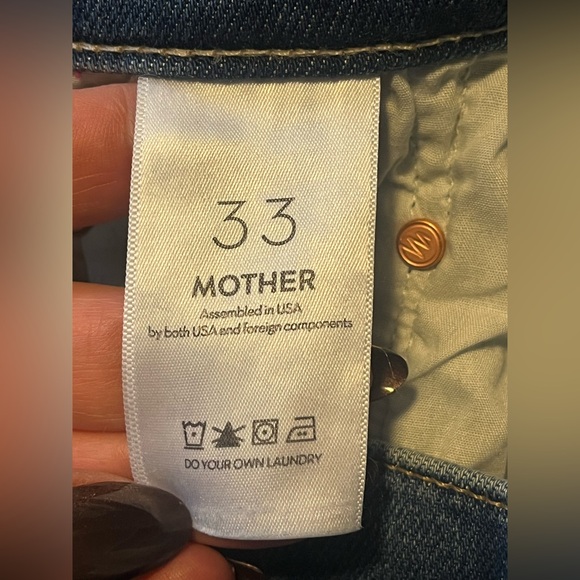 33
MOTHER
Assembled in USA
by both USA and foreign components
DO YOUR OWN LAUNDRY